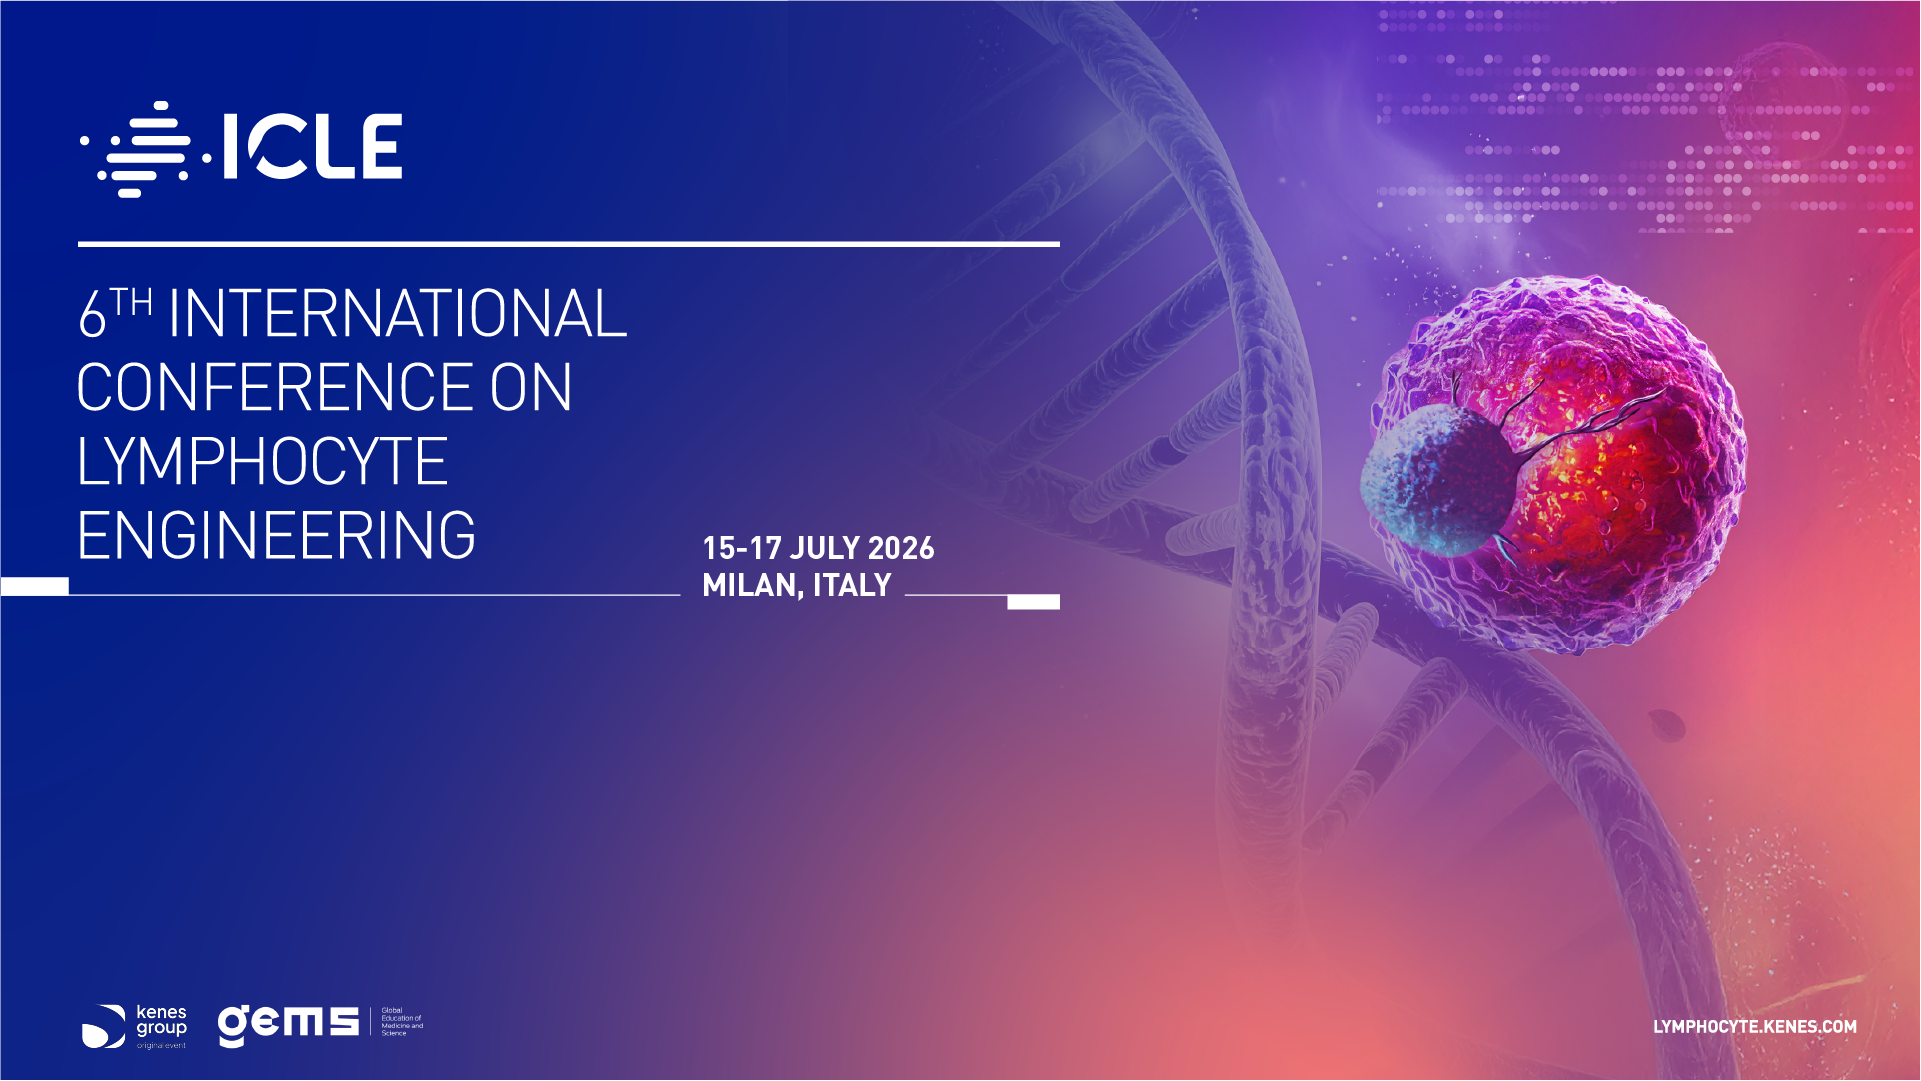 ICLE
6TH INTERNATIONAL
CONFERENCE ON
LYMPHOCYTE
ENGINEERING
15-17 JULY 2026
MILAN, ITALY
kenes
group
original event
gems
Global
Education of
Medicine and
Science
LYMPHOCYTE.KENES.COM